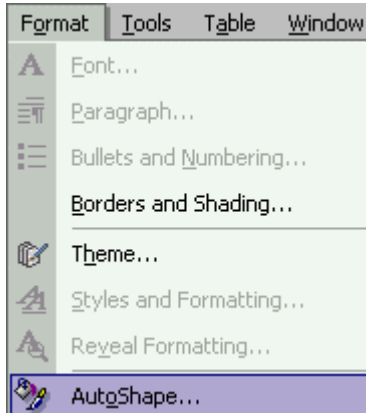 Format Tools Table Window
Font...
Paragraph...
Bullets and Numbering...
Borders and Shading...
Theme...
Styles and Formatting...
Reveal Formatting...
AutoShape...